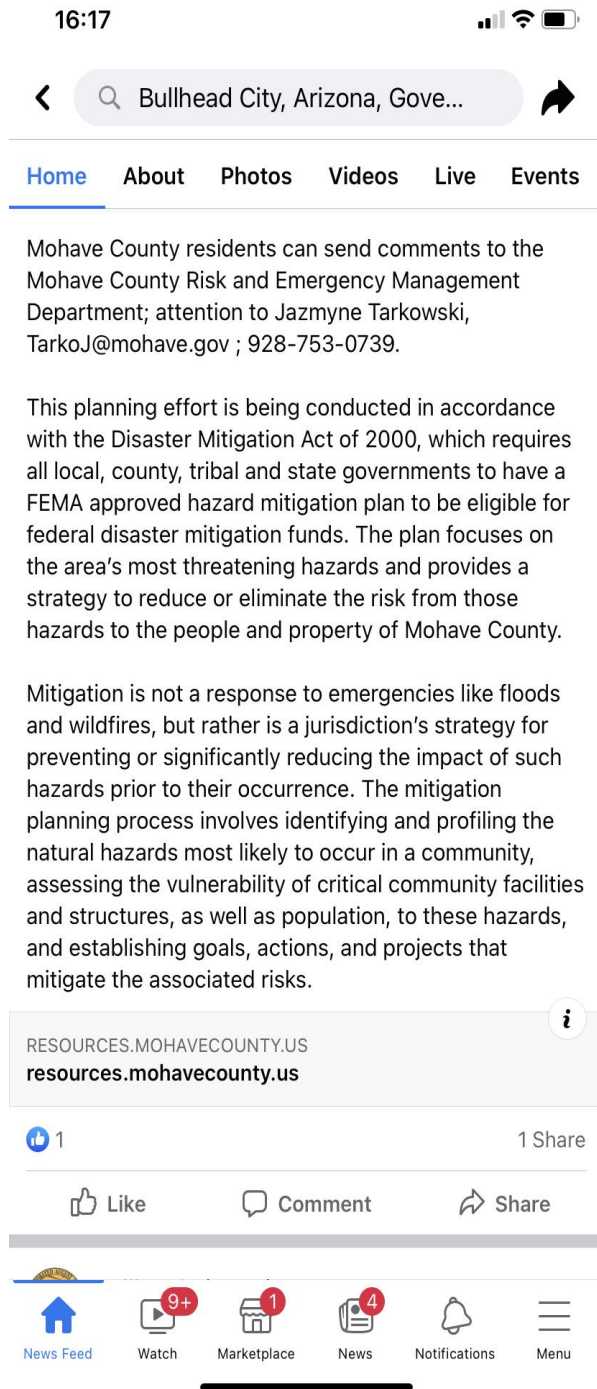 16:17
Bullhead City, Arizona, Gove...
Home About Photos Videos Live Events
Mohave County residents can send comments to the
Mohave County Risk and Emergency Management
Department; attention to Jazmyne Tarkowski,
TarkoJ@mohave.gov ; 928-753-0739.
This planning effort is being conducted in accordance
with the Disaster Mitigation Act of 2000, which requires
all local, county, tribal and state governments to have a
FEMA approved hazard mitigation plan to be eligible for
federal disaster mitigation funds. The plan focuses on
the area’s most threatening hazards and provides a
strategy to reduce or eliminate the risk from those
hazards to the people and property of Mohave County.
Mitigation is not a response to emergencies like floods
and wildfires, but rather is a jurisdiction’s strategy for
preventing or significantly reducing the impact of such
hazards prior to their occurrence. The mitigation
planning process involves identifying and profiling the
natural hazards most likely to occur in a community,
assessing the vulnerability of critical community facilities
and structures, as well as population, to these hazards,
and establishing goals, actions, and projects that
mitigate the associated risks.
i
RESOURCES.MOHAVECOUNTY.US
resources.mohavecounty.us
1 1 Share
Like Comment Share
9+ 1 4
News Feed Watch Marketplace News Notifications Menu